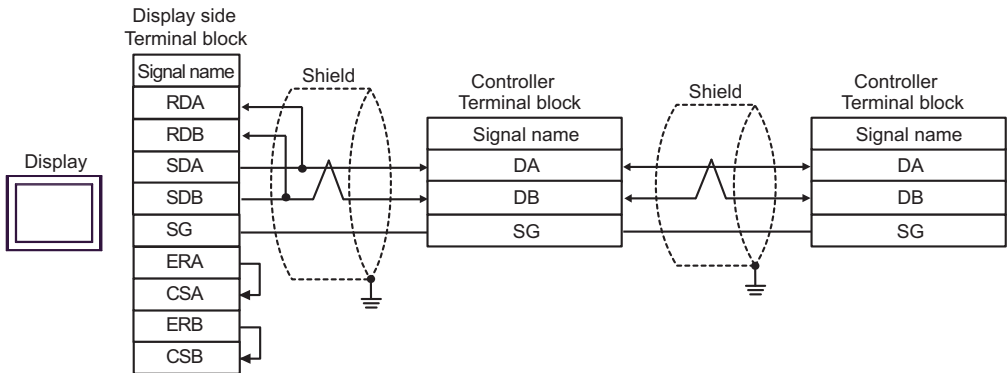 Display side
Terminal block
Signal name
RDA
RDB
SDA
SDB
SG
ERA
CSA
ERB
CSB
Display
Shield
Controller
Terminal block
Signal name
DA
DB
SG
Shield
Controller
Terminal block
Signal name
DA
DB
SG